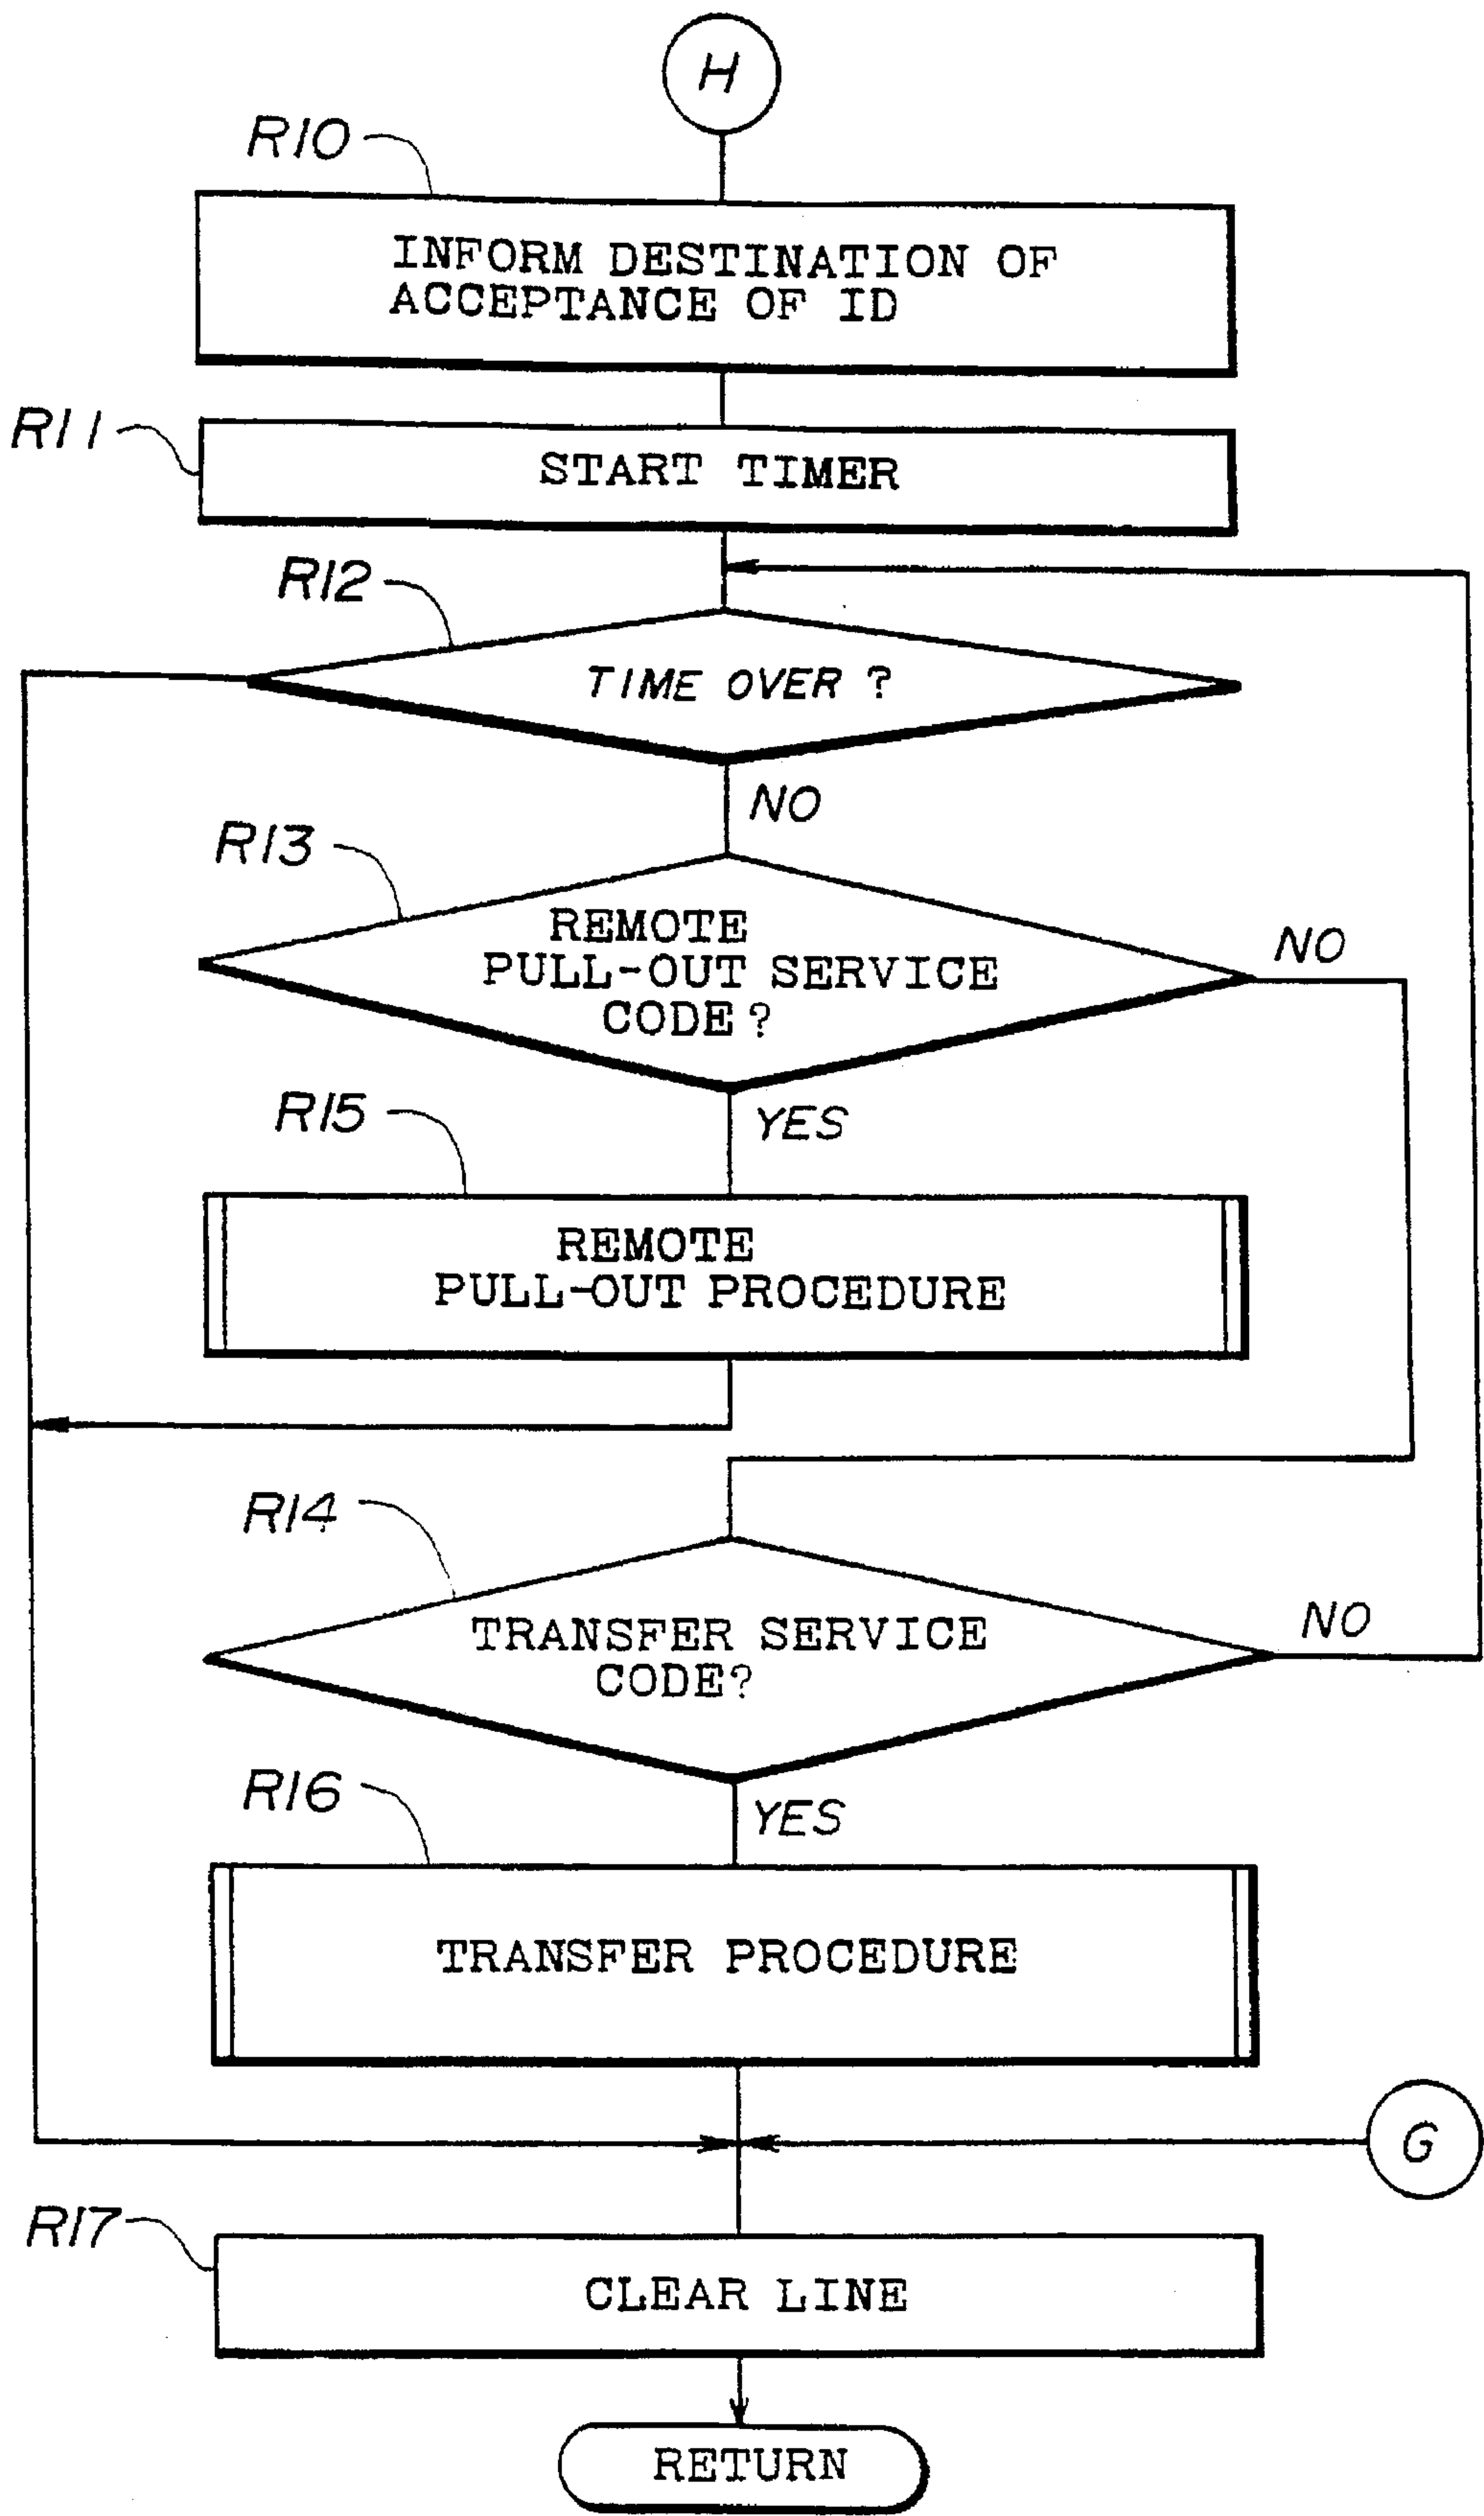 H
R10
INFORM DESTINATION OF
ACCEPTANCE OF ID
R11
START TIMER
R12
TIME OVER ?
NO
R13
REMOTE
PULL-OUT SERVICE
CODE ?
NO
YES
R15
REMOTE
PULL-OUT PROCEDURE
R14
TRANSFER SERVICE
CODE?
NO
YES
R16
TRANSFER PROCEDURE
G
R17
CLEAR LINE
RETURN